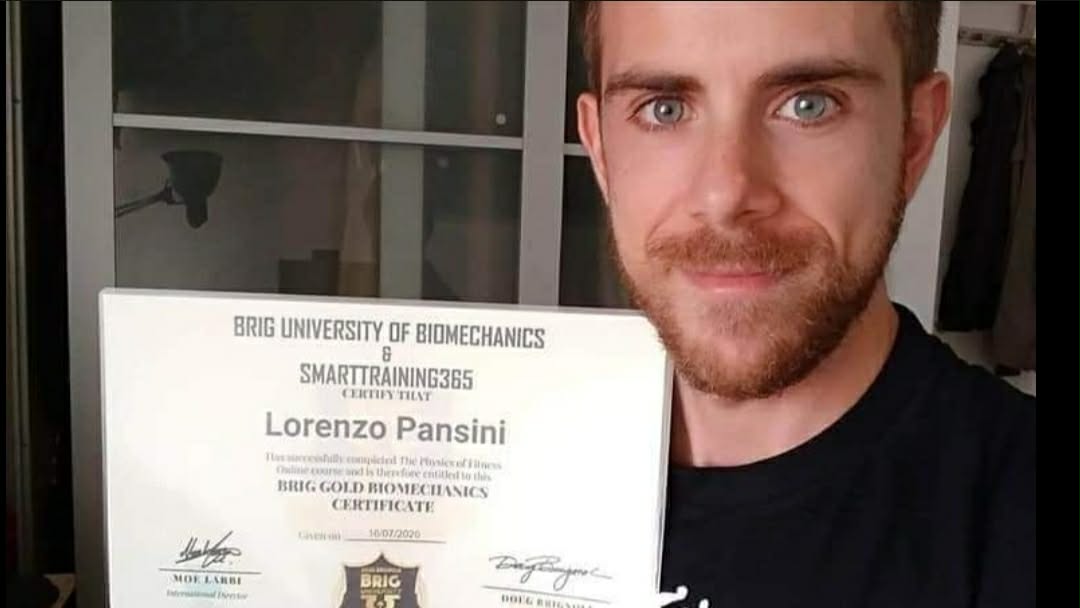 BRIG UNIVERSITY OF BIOMECHANICS
&
SMARTTRAINING365
CERTIFY THAT
Lorenzo Pansini
Has successfully completed The Physics of Fitness
Online course and is therefore entitled to this
BRIG GOLD BIOMECHANICS
CERTIFICATE
Given on 16/07/2020
MOE LARBI
International Director
DOUG
BRIG
UNIVERSITY